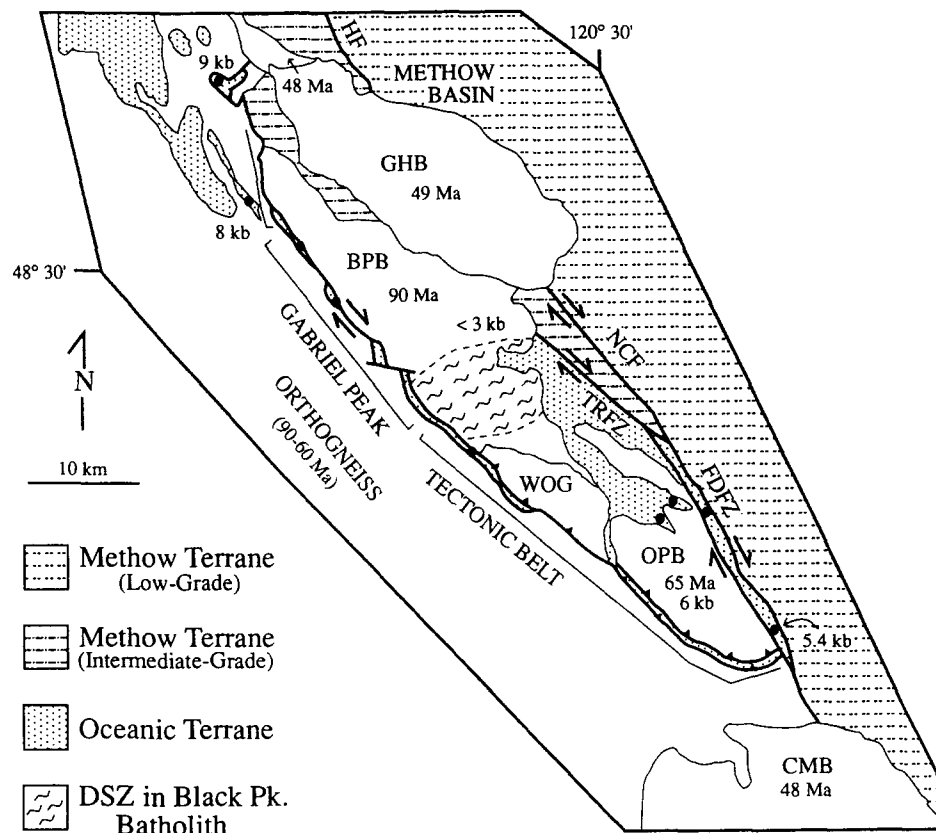 120° 30'
HF
METHOW
BASIN
9 kb
48 Ma
GHB
49 Ma
8 kb
48° 30'
BPB
90 Ma
< 3 kb
NCF
TRFZ
N
GABRIEL PEAK
ORTHOGNEISS
(90-60 Ma)
TECTONIC BELT
10 km
WOG
FDFZ
OPB
65 Ma
6 kb
5.4 kb
CMB
48 Ma
Methow Terrane
(Low-Grade)
Methow Terrane
(Intermediate-Grade)
Oceanic Terrane
DSZ in Black Pk.
Batholith